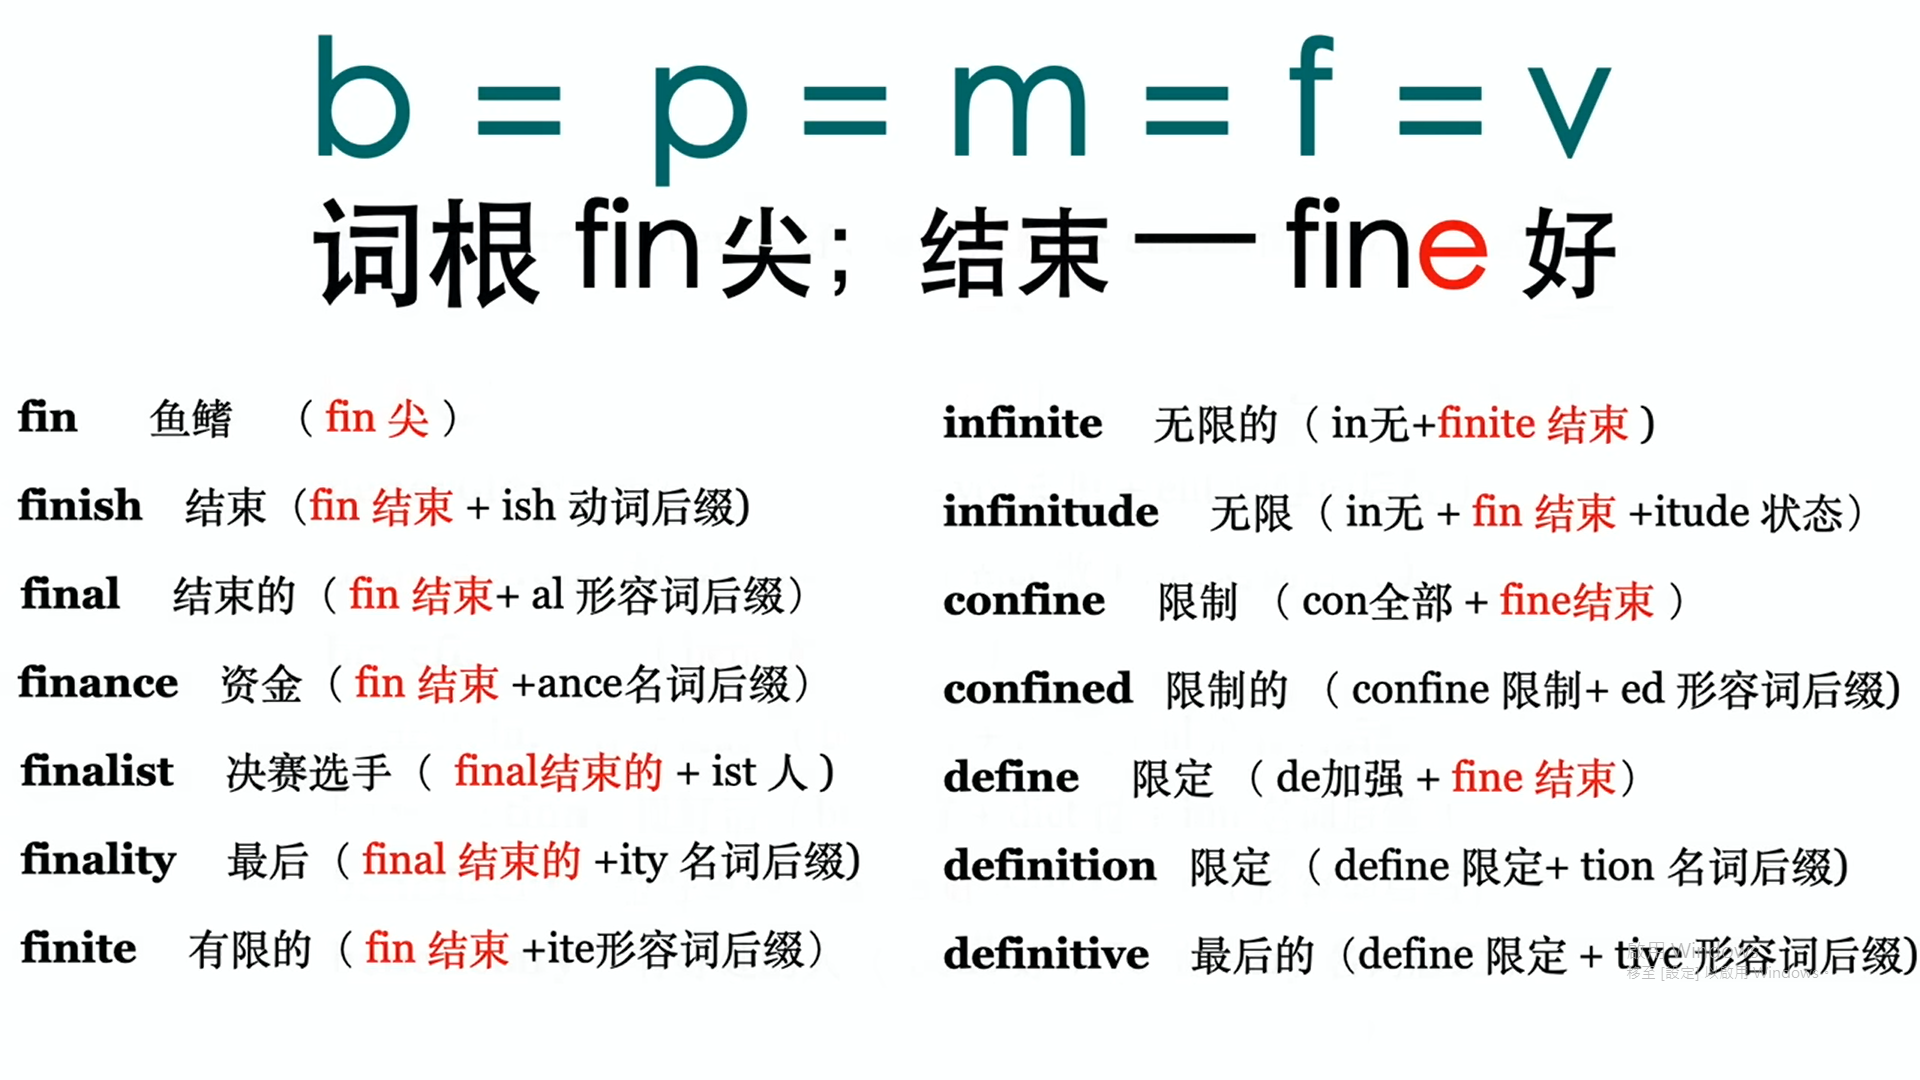 b = p = m = f = v
词根 fin 尖；结束 — fine 好
fin 鱼鳍 （ fin 尖 ）
finish 结束（fin 结束 + ish 动词后缀)
final 结束的（ fin 结束+ al 形容词后缀）
finance 资金（ fin 结束 +ance名词后缀）
finalist 决赛选手（ final结束的 + ist 人 )
finality 最后（ final 结束的 +ity 名词后缀)
finite 有限的（ fin 结束 +ite形容词后缀）
infinite 无限的（ in无+finite 结束 )
infinitude 无限（ in无 + fin 结束 +itude 状态）
confine 限制 （ con全部 + fine结束 ）
confined 限制的 （ confine 限制+ ed 形容词后缀)
define 限定 （ de加强 + fine 结束）
definition 限定 （ define 限定+ tion 名词后缀)
definitive 最后的（define 限定 + tive 形容词后缀)
啟用 Windows
移至 [設定] 以啟用 Windows。